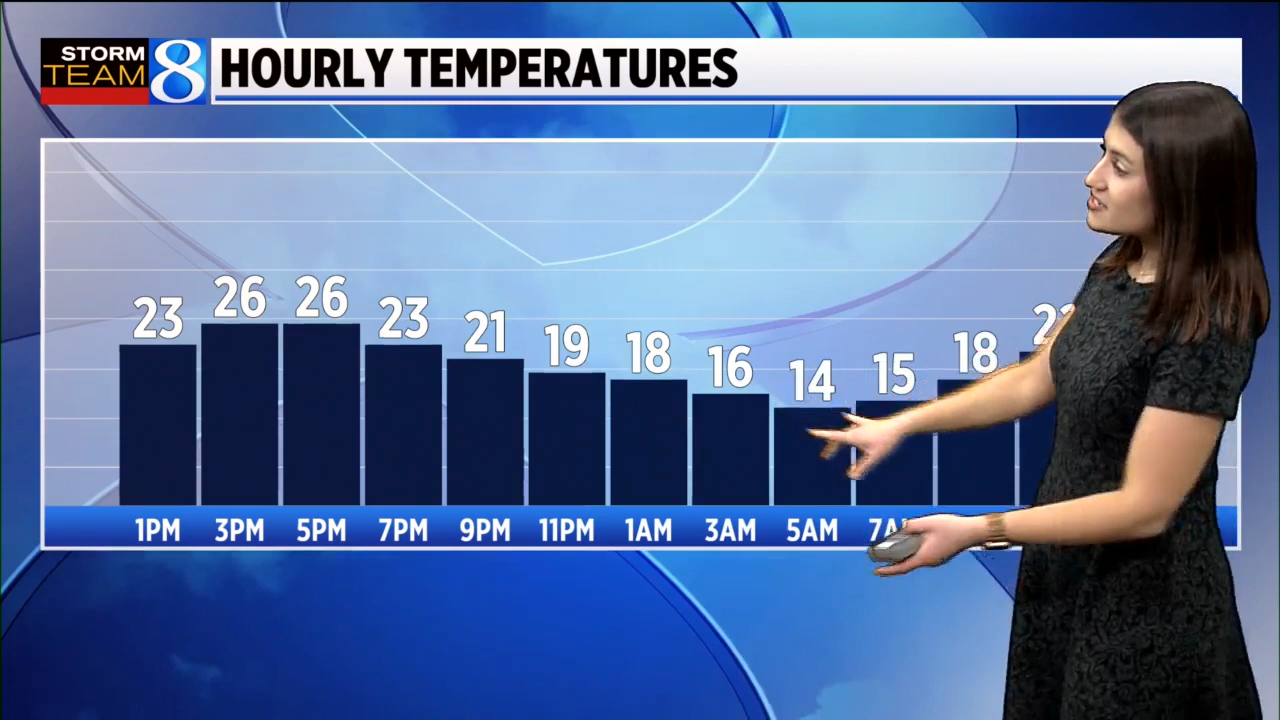 STORM
TEAM 8
HOURLY TEMPERATURES
23 26 26 23 21 19 18 16 14 15 18
1PM 3PM 5PM 7PM 9PM 11PM 1AM 3AM 5AM